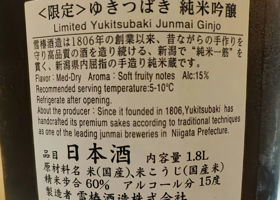 <限定>ゆきつばき 純米吟醸
Limited Yukitsubaki Junmai Ginjo
雪椿酒造は1806年の創業以来、昔ながらの手作りを
守り高品質の酒を造り続ける、新潟で"純米一筋"を
貫く、新潟県内屈指の手造り純米蔵です。
Flavor：Med-Dry Aroma：Soft fruity notes Alc:15%
Recommended serving temperature:5-10℃
Refrigerate after opening.
About the producer：Since it founded in 1806,Yukitsubaki has
handcrafted its premium sakes according to traditional techniques
as one of the leading junmai breweries in Niigata Prefecture.
品目 日本酒 内容量 1.8L
原材料名 米(国産)、米こうじ(国産米)
精米歩合 60% アルコール分 15度
製造者 雪椿酒造株式会社